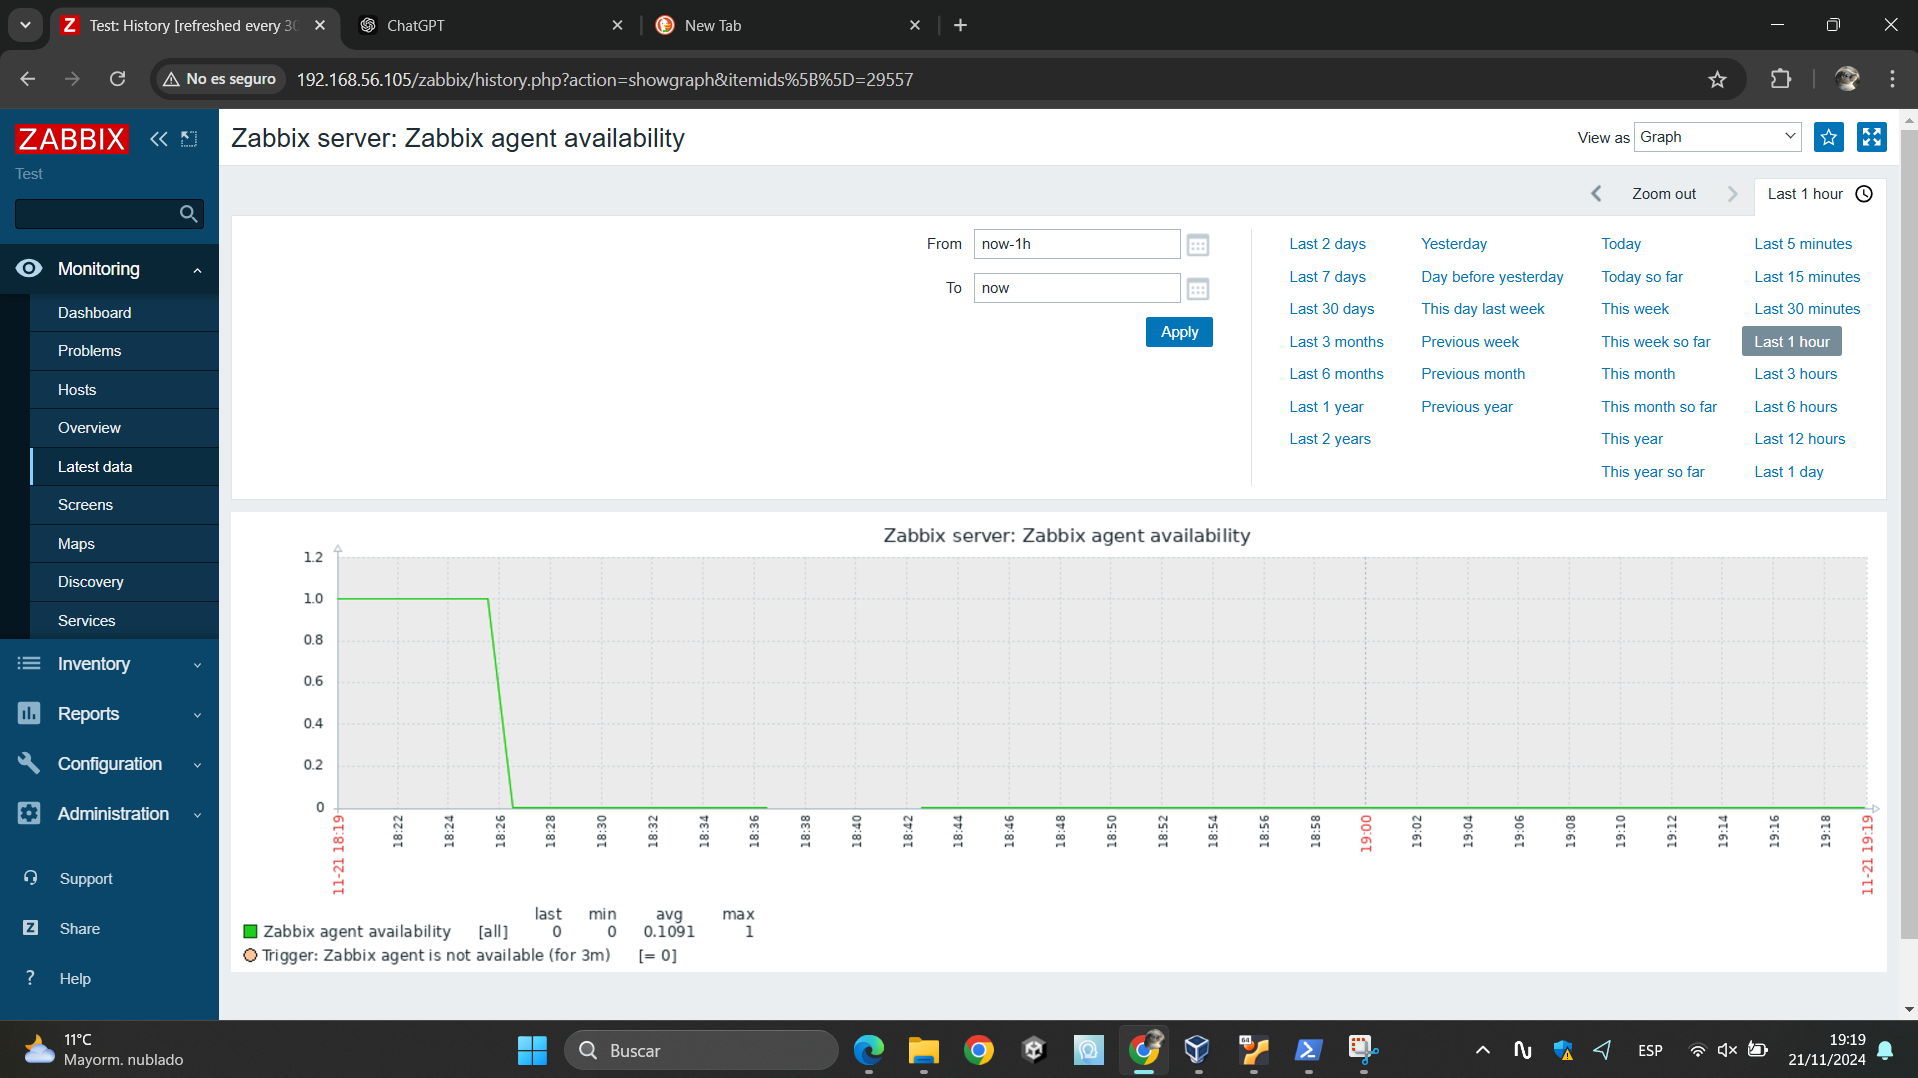 Test: History [refreshed every 30
ChatGPT
New Tab
No es seguro
192.168.56.105/zabbix/history.php?action=showgraph&itemids%5B%5D=29557
ZABBIX
Test
Monitoring
Dashboard
Problems
Hosts
Overview
Latest data
Screens
Maps
Discovery
Services
Inventory
Reports
Configuration
Administration
Support
Share
Help
Zabbix server: Zabbix agent availability
View as Graph
Zoom out
Last 1 hour
From now-1h
To now
Apply
Last 2 days Yesterday Today Last 5 minutes
Last 7 days Day before yesterday Today so far Last 15 minutes
Last 30 days This day last week This week Last 30 minutes
Last 3 months Previous week This week so far Last 1 hour
Last 6 months Previous month This month Last 3 hours
Last 1 year Previous year This month so far Last 6 hours
Last 2 years This year Last 12 hours
This year so far Last 1 day
Zabbix server: Zabbix agent availability
1.2
1.0
0.8
0.6
0.4
0.2
0
11-21 18:19 18:22 18:24 18:26 18:28 18:30 18:32 18:34 18:36 18:38 18:40 18:42 18:44 18:46 18:48 18:50 18:52 18:54 18:56 18:58 19:00 19:02 19:04 19:06 19:08 19:10 19:12 19:14 19:16 19:18 11-21 19:19
last min avg max
Zabbix agent availability [all] 0 0 0.1091 1
Trigger: Zabbix agent is not available (for 3m) [= 0]
11°C
Mayorm. nublado
Buscar
64
ESP
19:19
21/11/2024